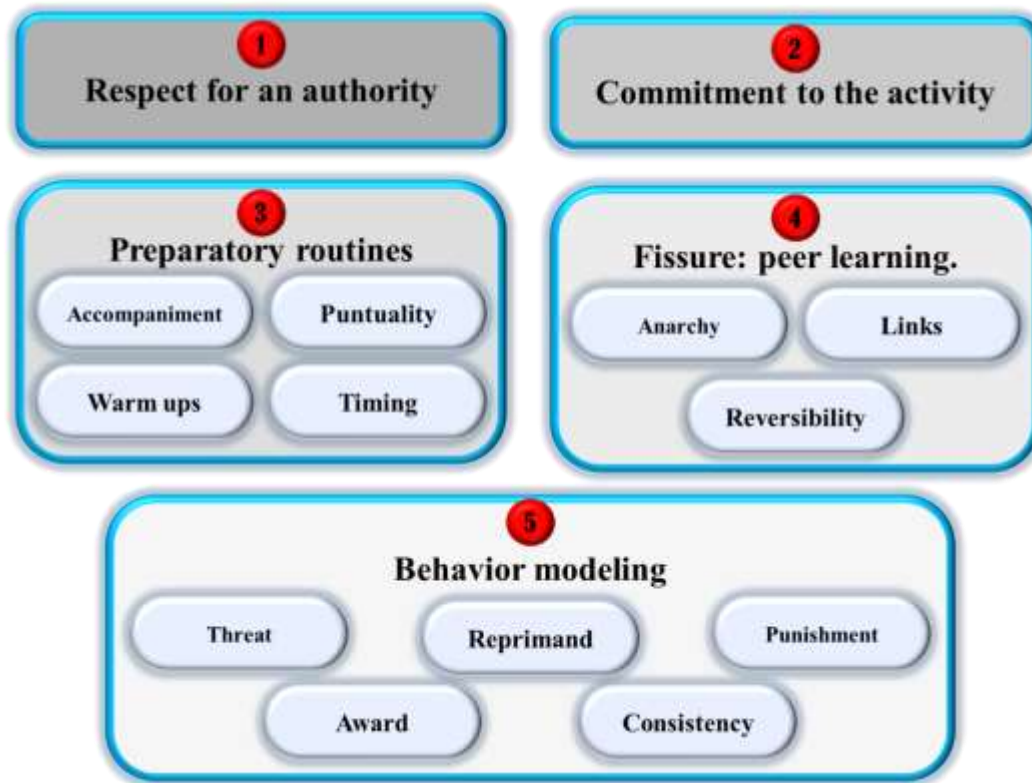 1
Respect for an authority
2
Commitment to the activity
3
Preparatory routines
Accompaniment
Puntuality
Warm ups
Timing
4
Fissure: peer learning.
Anarchy
Links
Reversibility
5
Behavior modeling
Threat
Reprimand
Punishment
Award
Consistency